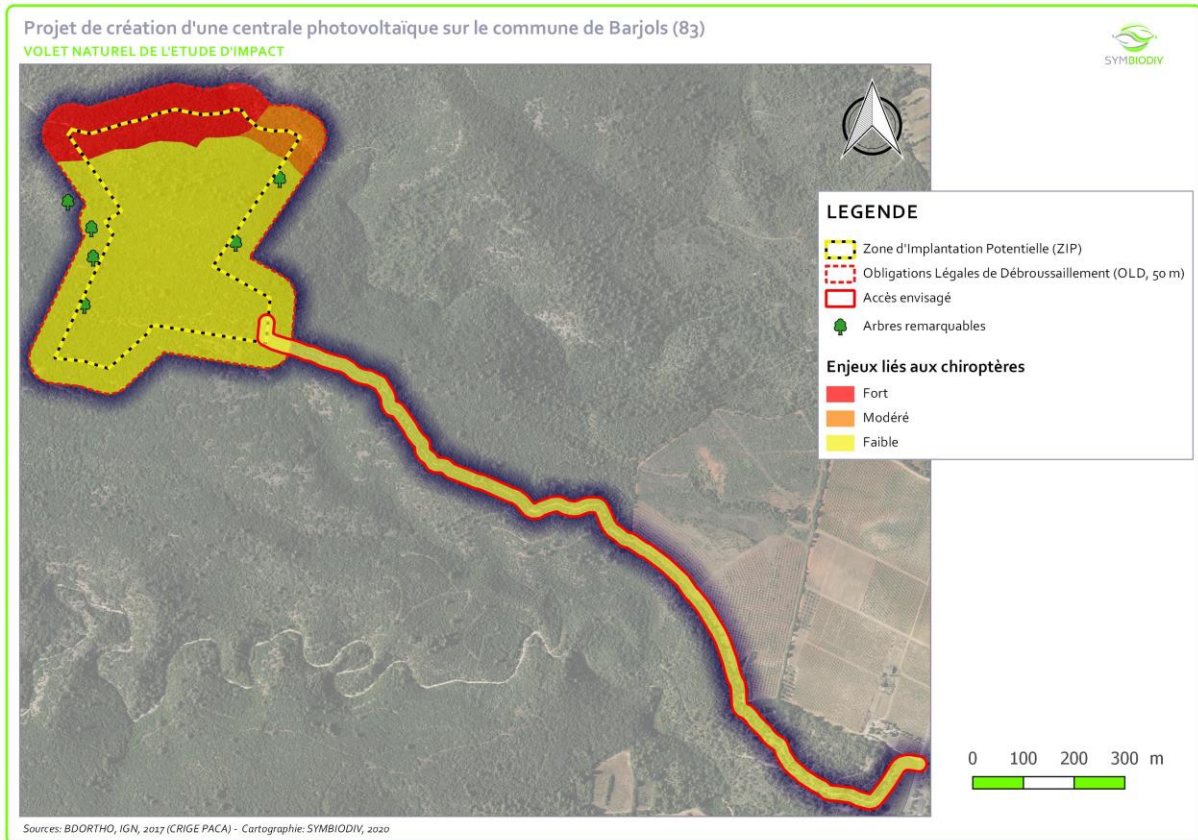 Projet de création d'une centrale photovoltaïque sur le commune de Barjols (83)
VOLET NATUREL DE L'ETUDE D'IMPACT
SYMBIODIV
LEGENDE
Zone d'Implantation Potentielle (ZIP)
Obligations Légales de Débroussaillement (OLD, 50 m)
Accès envisagé
Arbres remarquables
Enjeux liés aux chiroptères
Fort
Modéré
Faible
0 100 200 300 m
Sources: BDORTHO, IGN, 2017 (CRIGE PACA) - Cartographie: SYMBIODIV, 2020